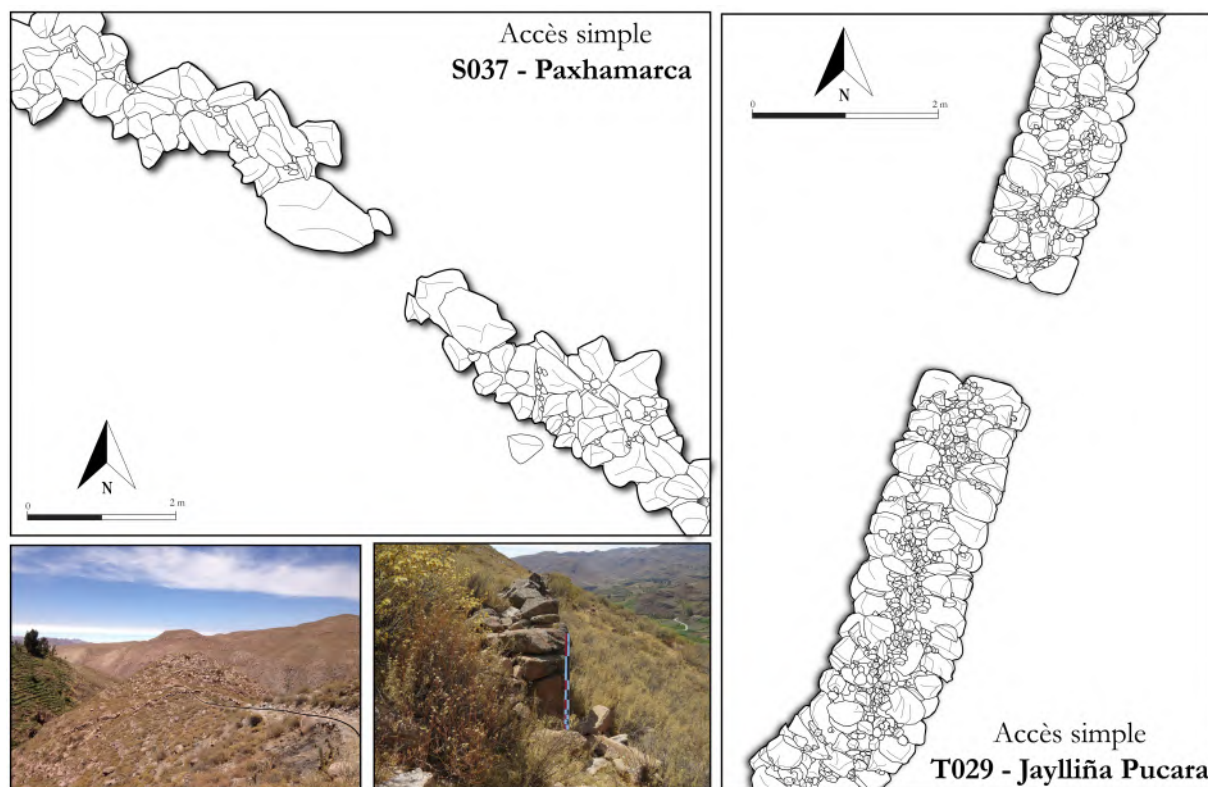 Accès simple
S037 - Paxhamarca
N
0 2 m
0 2 m
N
Accès simple
T029 - Jaylliña Pucara